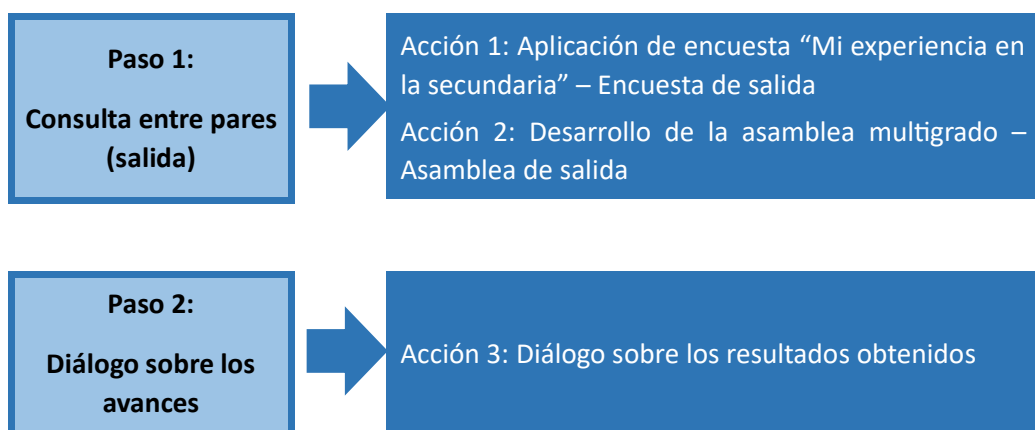 Paso 1:
Consulta entre pares
(salida)
Acción 1: Aplicación de encuesta “Mi experiencia en
la secundaria” – Encuesta de salida
Acción 2: Desarrollo de la asamblea multigrado –
Asamblea de salida
Paso 2:
Diálogo sobre los
avances
Acción 3: Diálogo sobre los resultados obtenidos